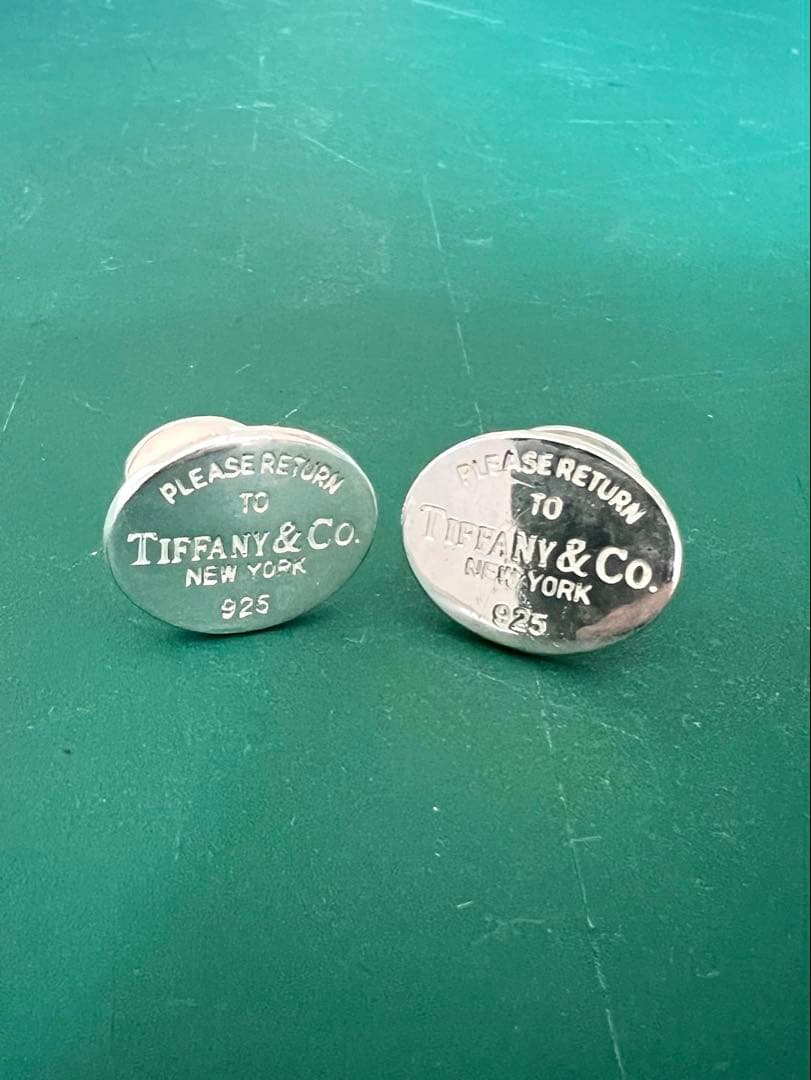 PLEASE RETURN
TO
TIFFANY & CO.
NEW YORK
925
PLEASE RETURN
TO
TIFFANY & CO.
NEW YORK
925